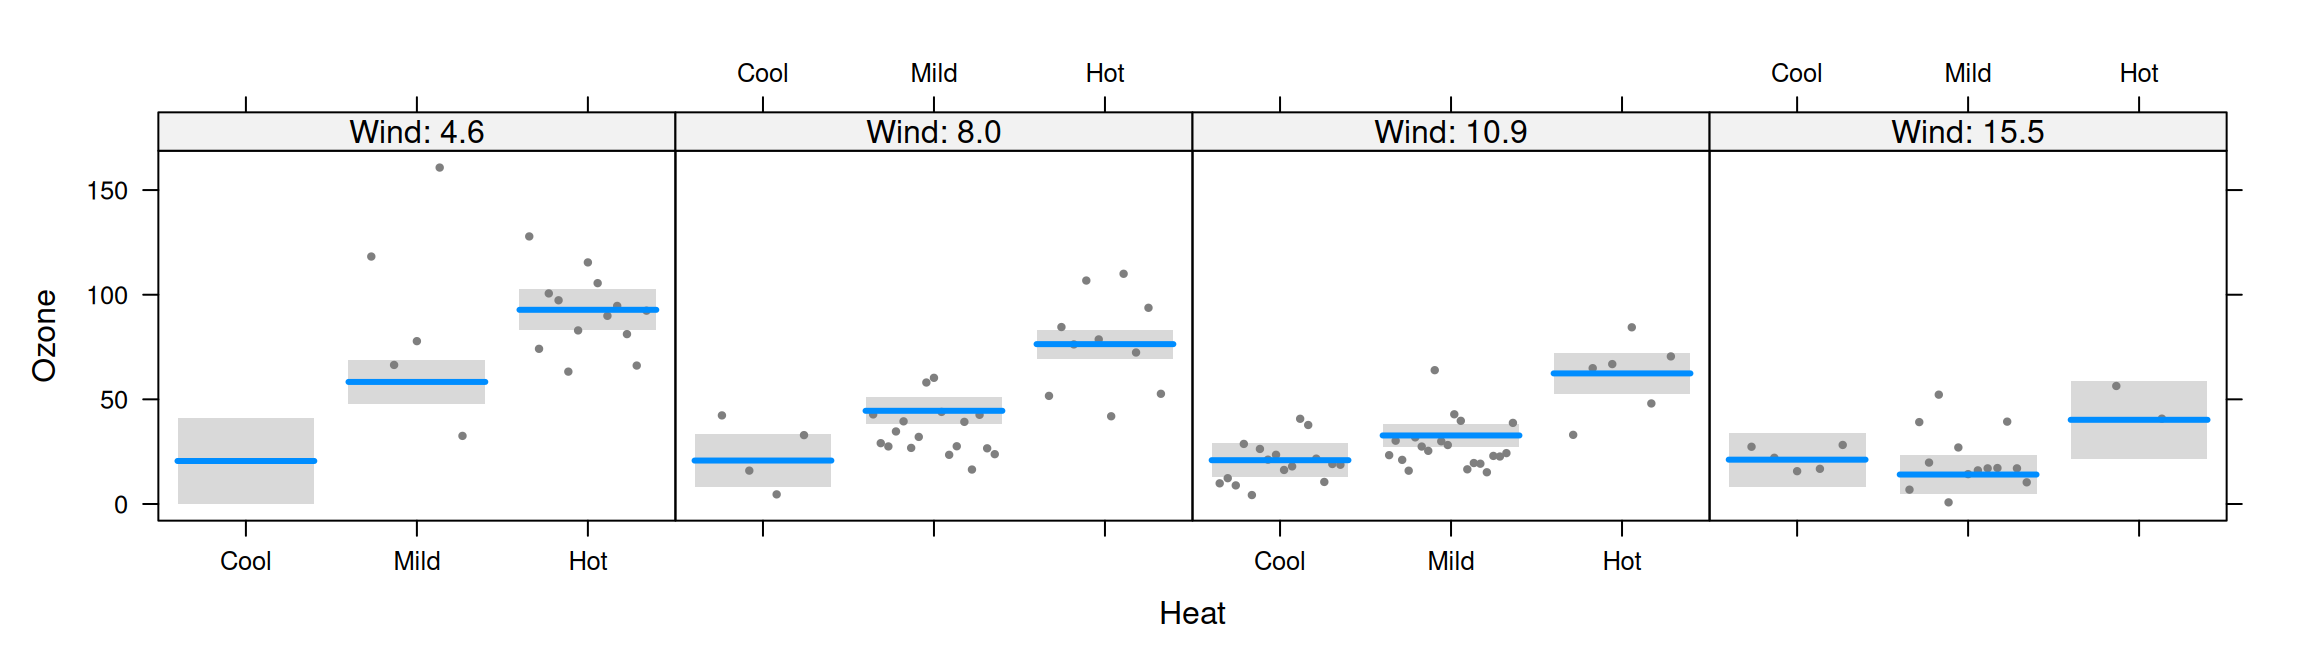 Cool Mild Hot Cool Mild Hot
Wind: 4.6 Wind: 8.0 Wind: 10.9 Wind: 15.5
150
100
50
0
Ozone
Cool Mild Hot Cool Mild Hot
Heat